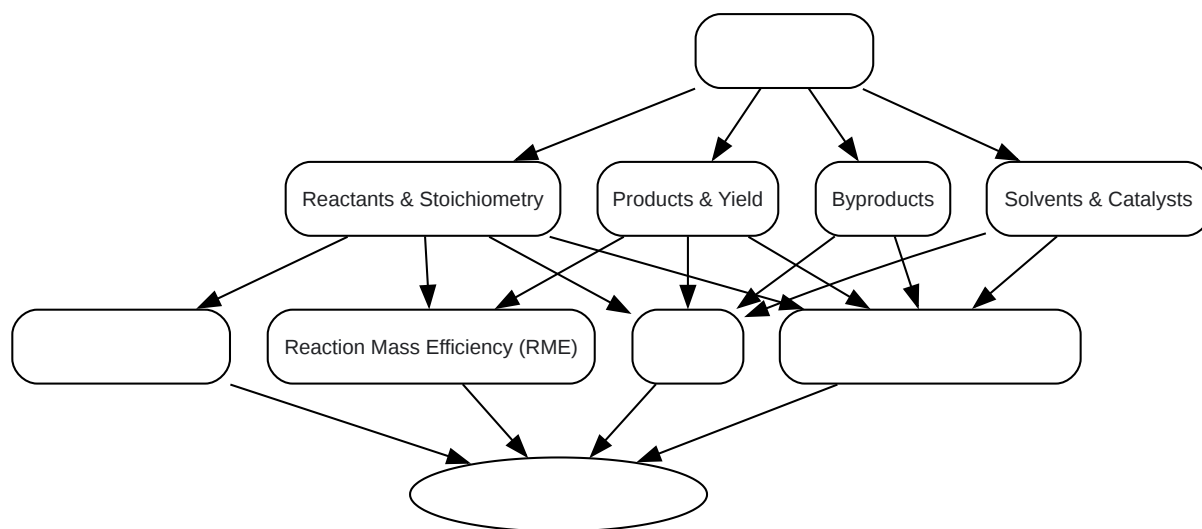 Reactants & Stoichiometry
Products & Yield
Byproducts
Solvents & Catalysts
Reaction Mass Efficiency (RME)